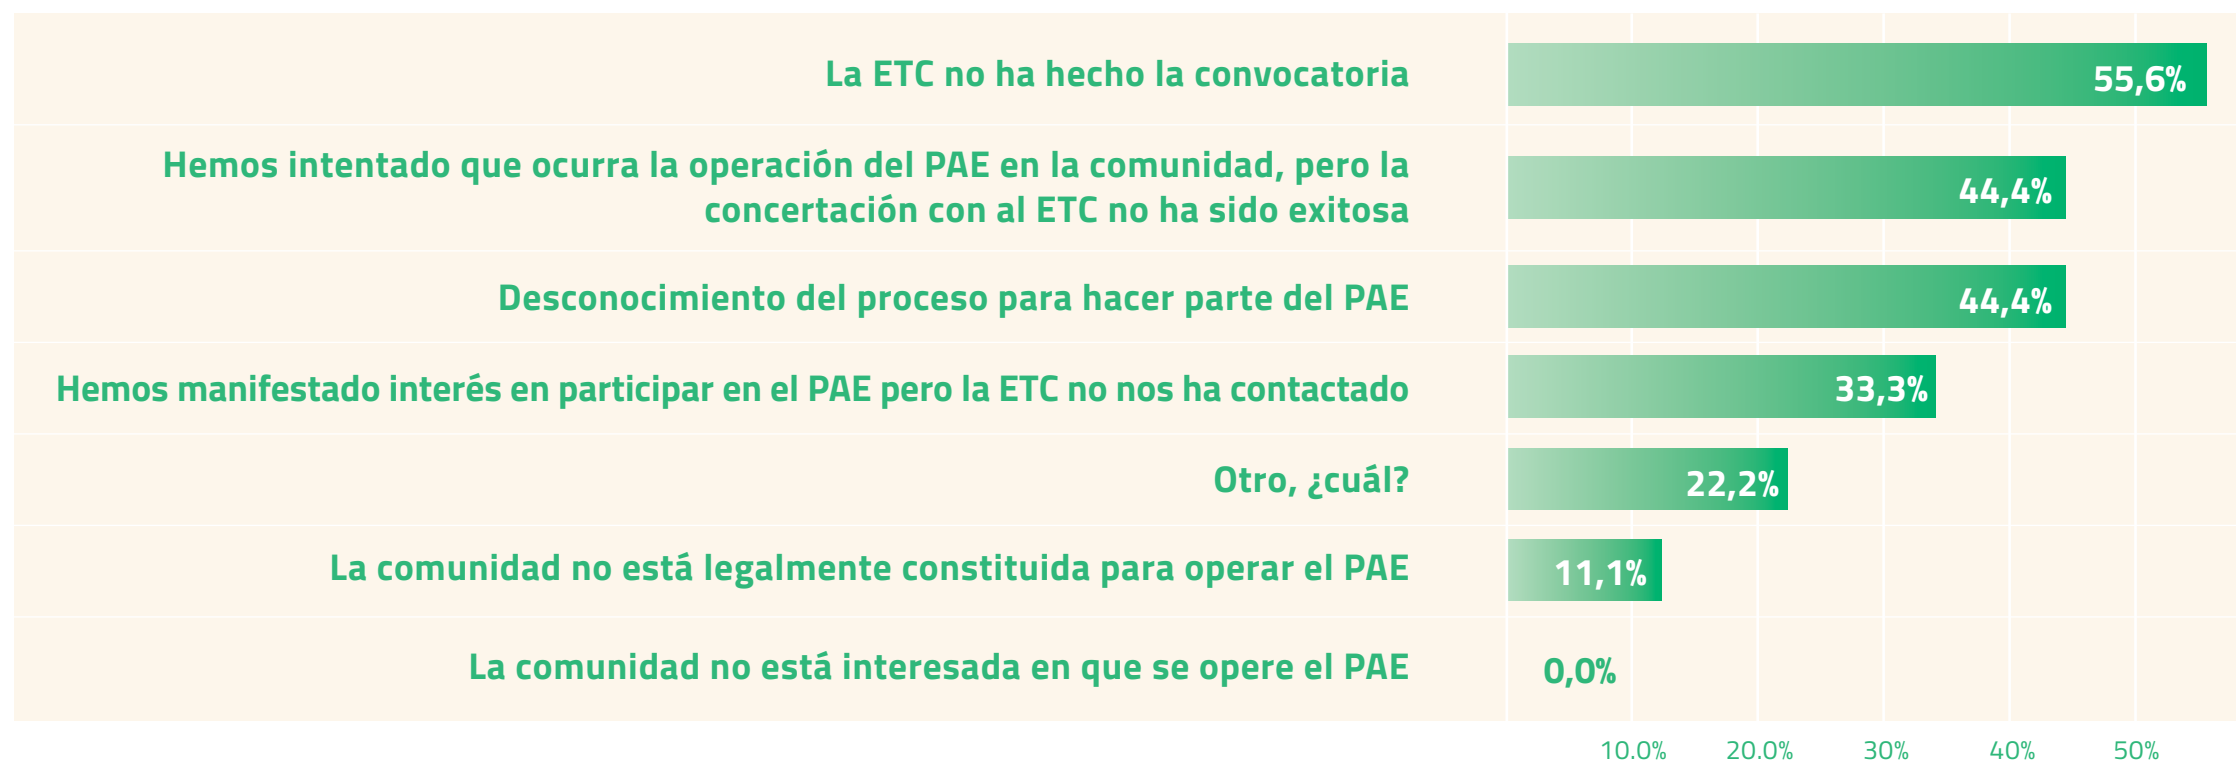 La ETC no ha hecho la convocatoria
55,6%
Hemos intentado que ocurra la operación del PAE en la comunidad, pero la
concertación con al ETC no ha sido exitosa
44,4%
Desconocimiento del proceso para hacer parte del PAE
44,4%
Hemos manifestado interés en participar en el PAE pero la ETC no nos ha contactado
33,3%
Otro, ¿cuál?
22,2%
La comunidad no está legalmente constituida para operar el PAE
11,1%
La comunidad no está interesada en que se opere el PAE
0,0%
10.0% 20.0% 30% 40% 50%